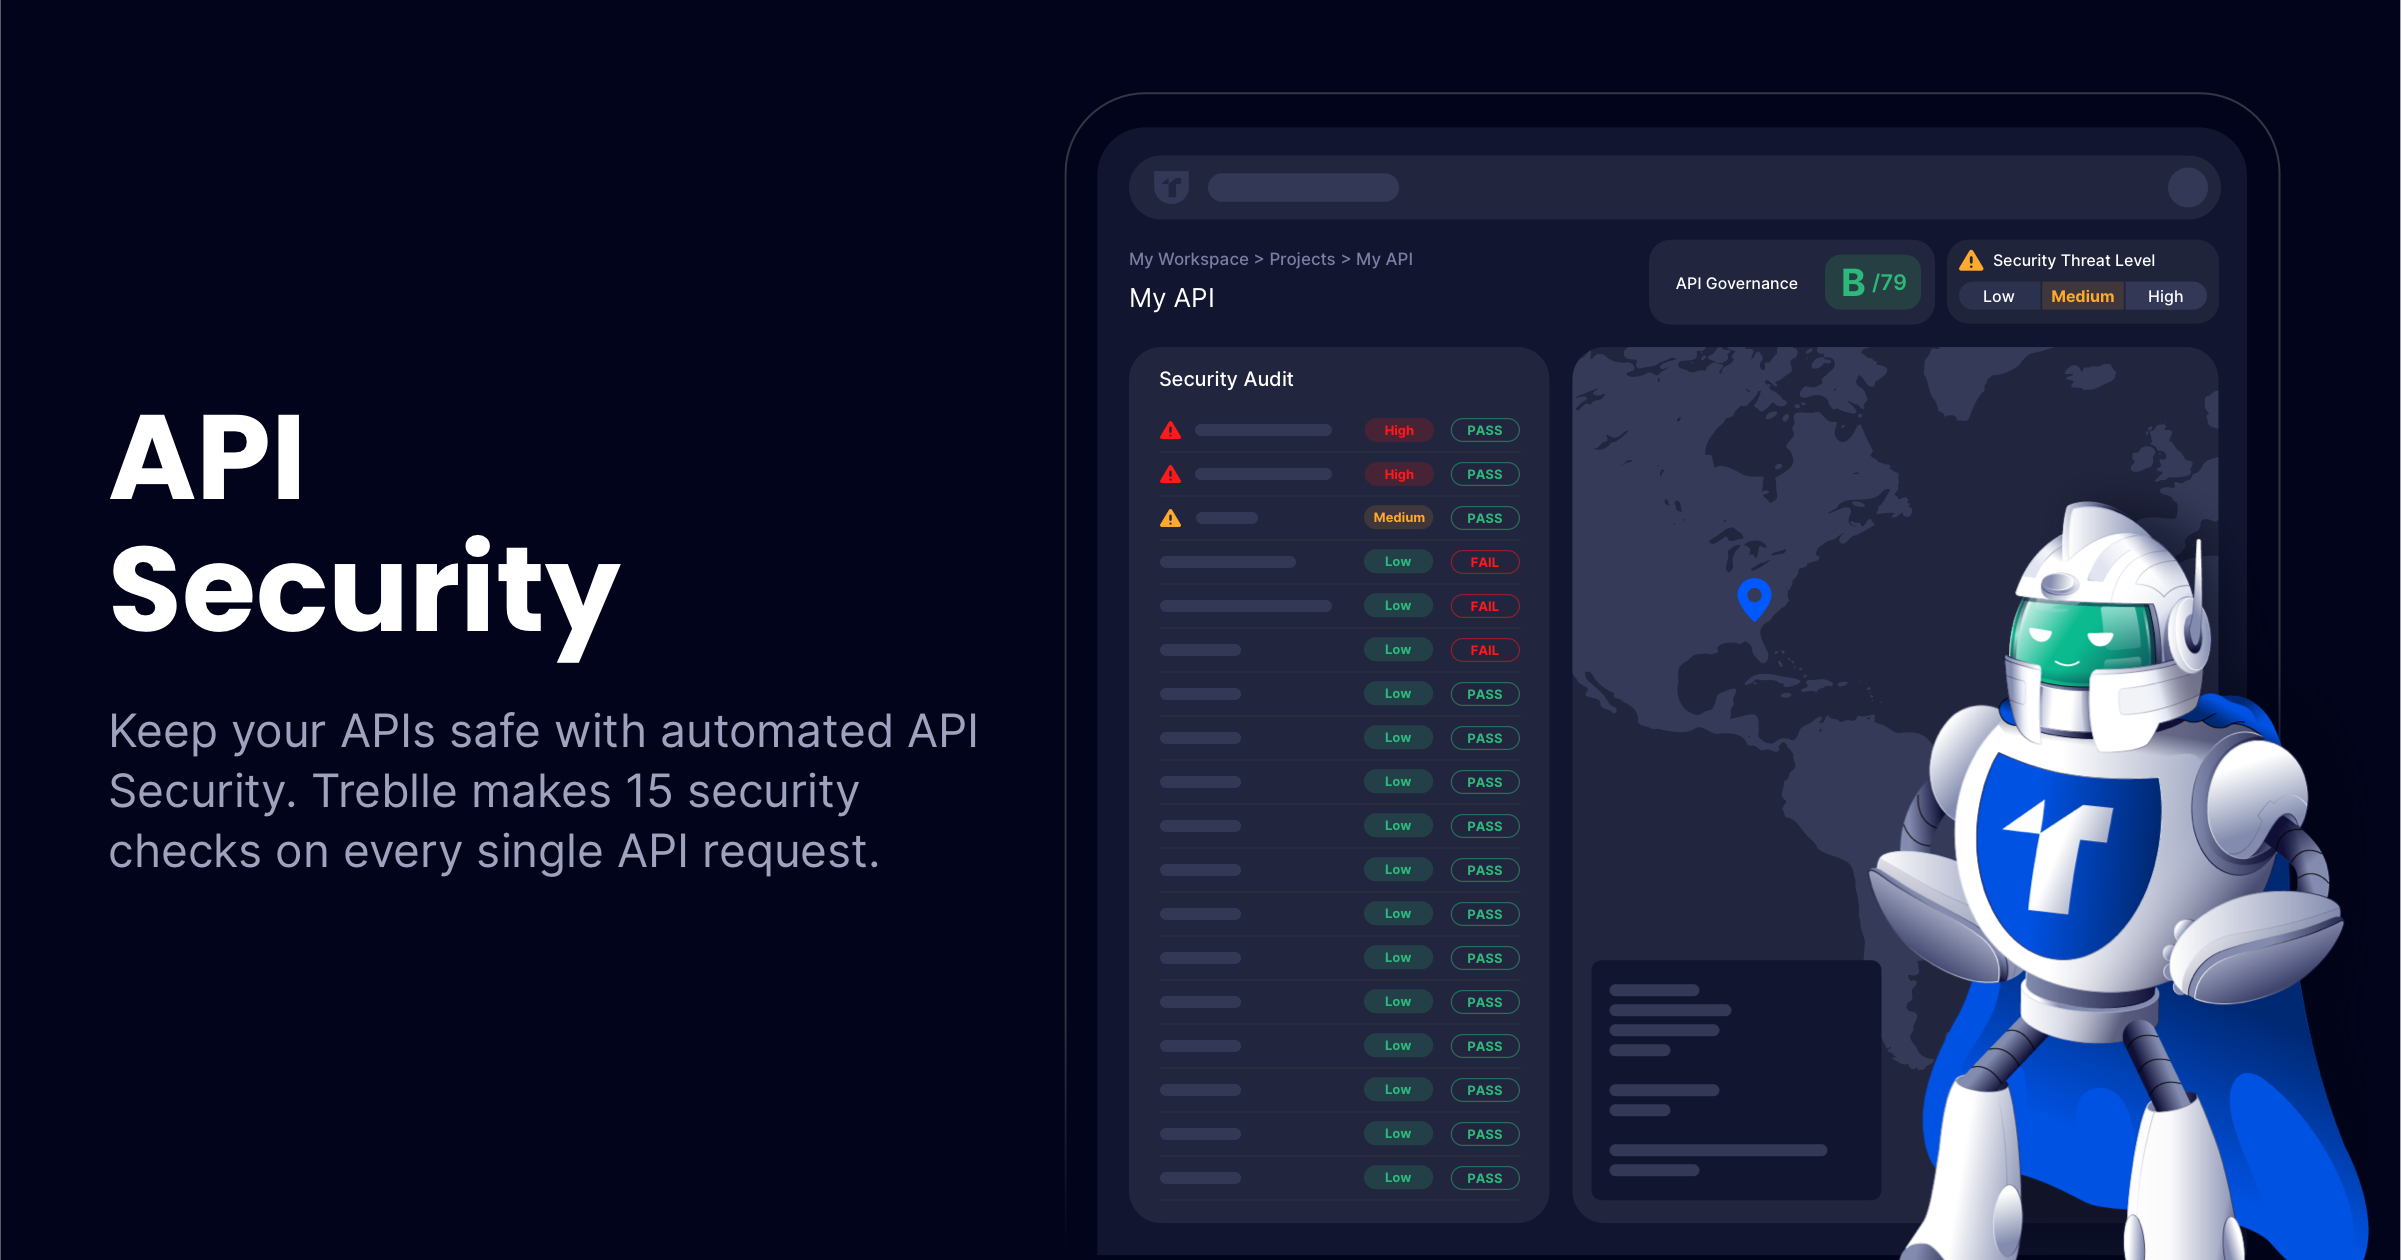 API
Security
Keep your APIs safe with automated API
Security. Treblle makes 15 security
checks on every single API request.
My Workspace > Projects > My API
My API
API Governance
B /79
Security Threat Level
Low Medium High
Security Audit
High PASS
High PASS
Medium PASS
Low FAIL
Low FAIL
Low FAIL
Low PASS
Low PASS
Low PASS
Low PASS
Low PASS
Low PASS
Low PASS
Low PASS
Low PASS
Low PASS
Low PASS
Low PASS